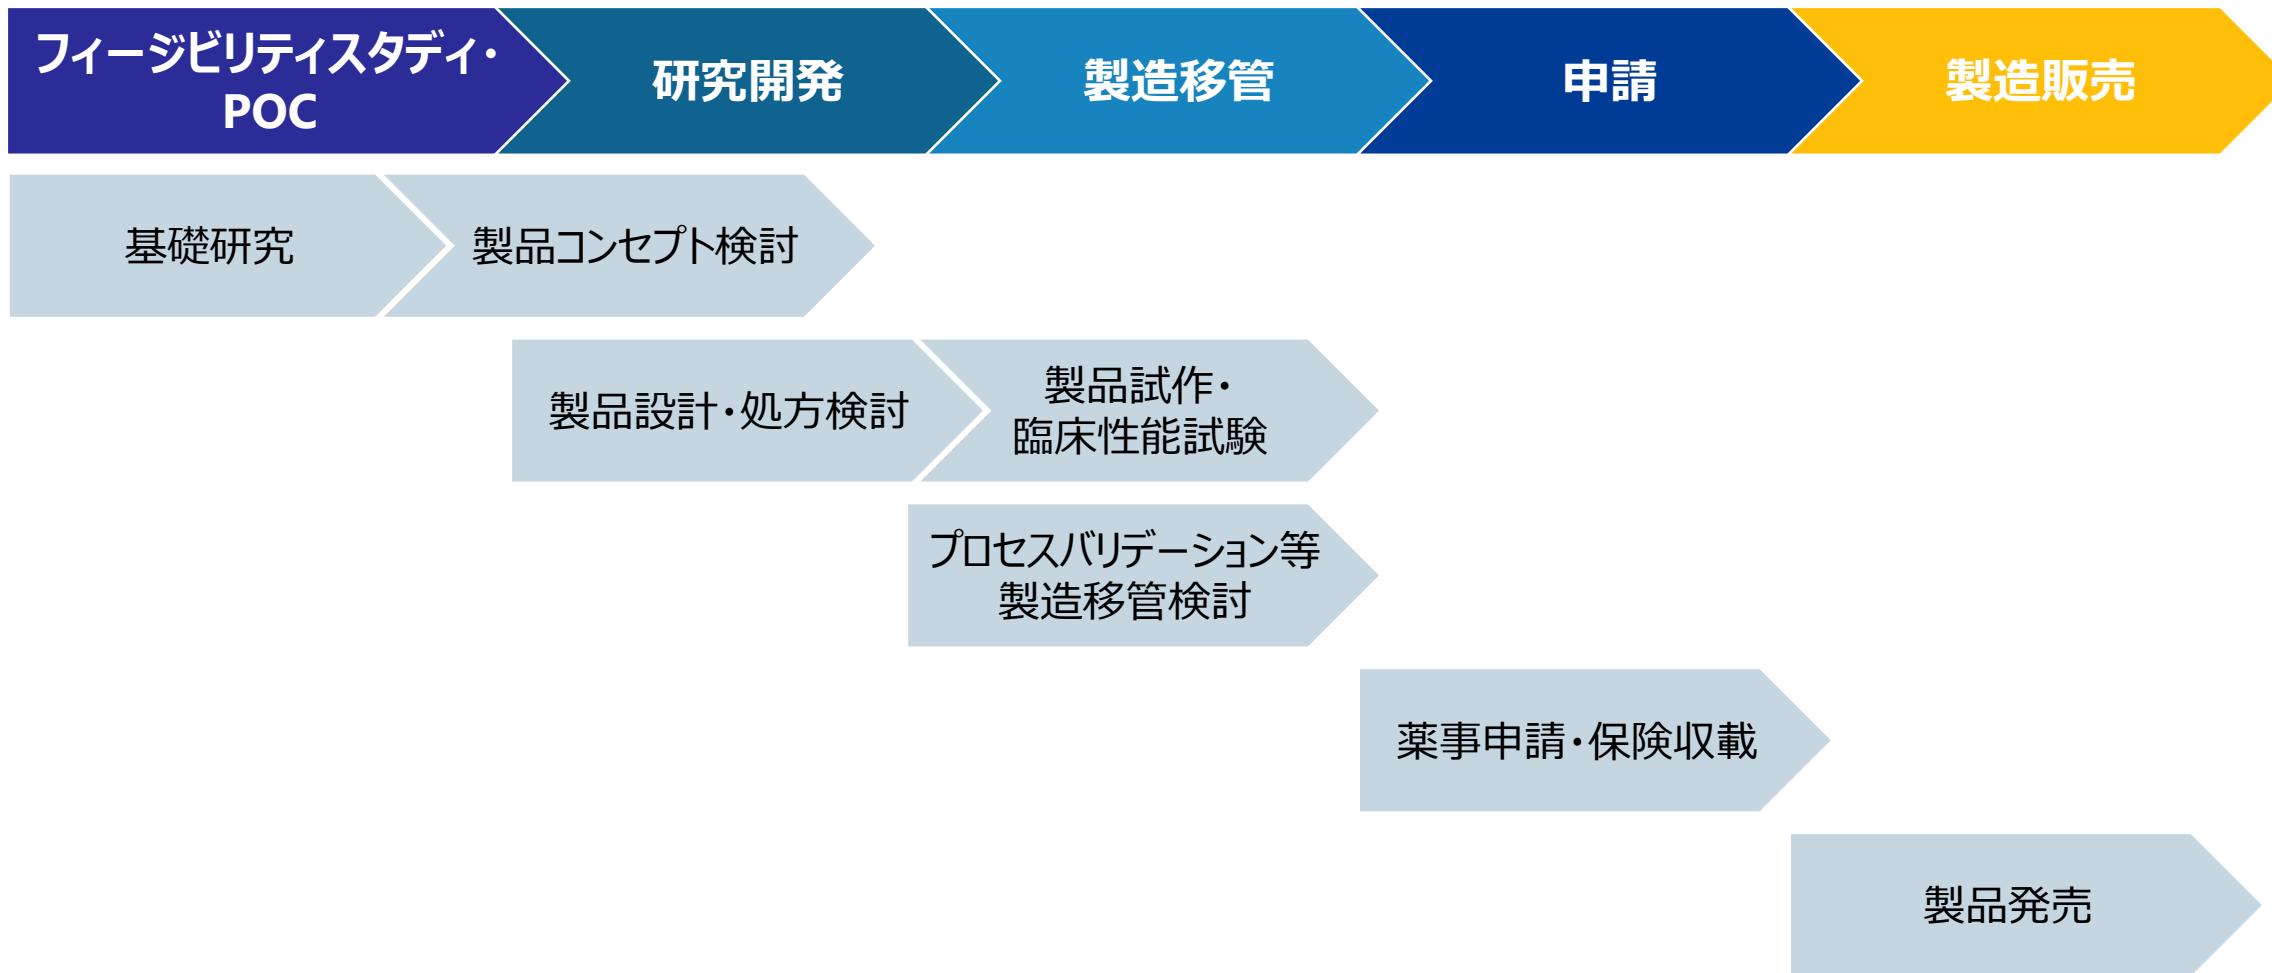 フィージビリティスタディ・
POC
研究開発
製造移管
申請
製造販売
基礎研究
製品コンセプト検討
製品設計・処方検討
製品試作・
臨床性能試験
プロセスバリデーション等
製造移管検討
薬事申請・保険収載
製品発売